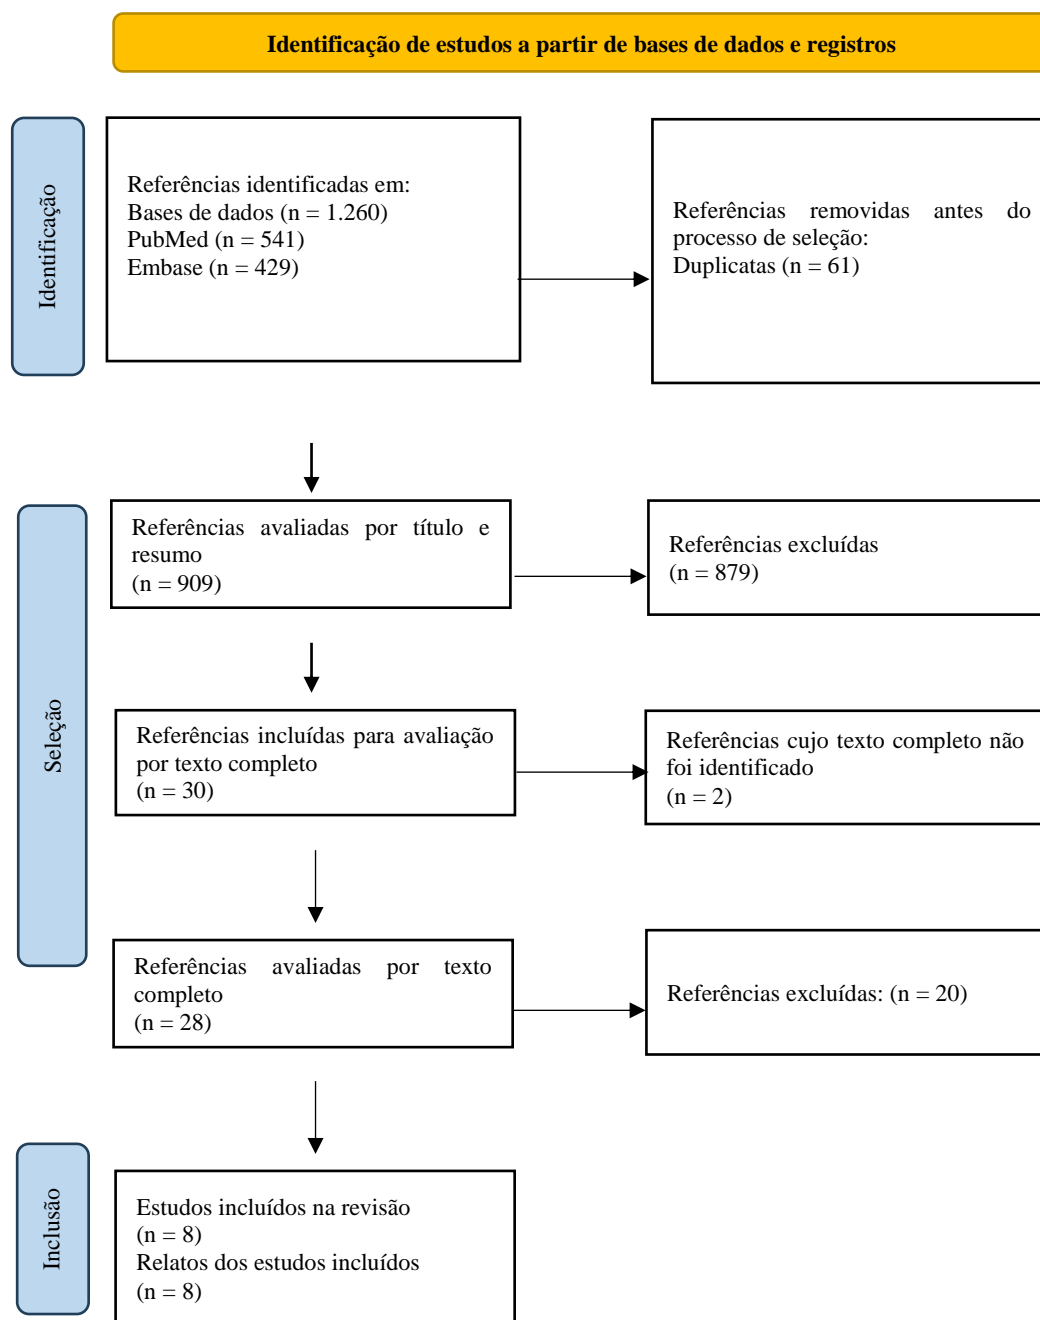 Identificação de estudos a partir de bases de dados e registros
Identificação
Referências identificadas em:
Bases de dados (n = 1.260)
PubMed (n = 541)
Embase (n = 429)
Referências removidas antes do
processo de seleção:
Duplicatas (n = 61)
Seleção
Referências avaliadas por título e
resumo
(n = 909)
Referências excluídas
(n = 879)
Referências incluídas para avaliação
por texto completo
(n = 30)
Referências cujo texto completo não
foi identificado
(n = 2)
Referências avaliadas por texto
completo
(n = 28)
Referências excluídas: (n = 20)
Inclusão
Estudos incluídos na revisão
(n = 8)
Relatos dos estudos incluídos
(n = 8)